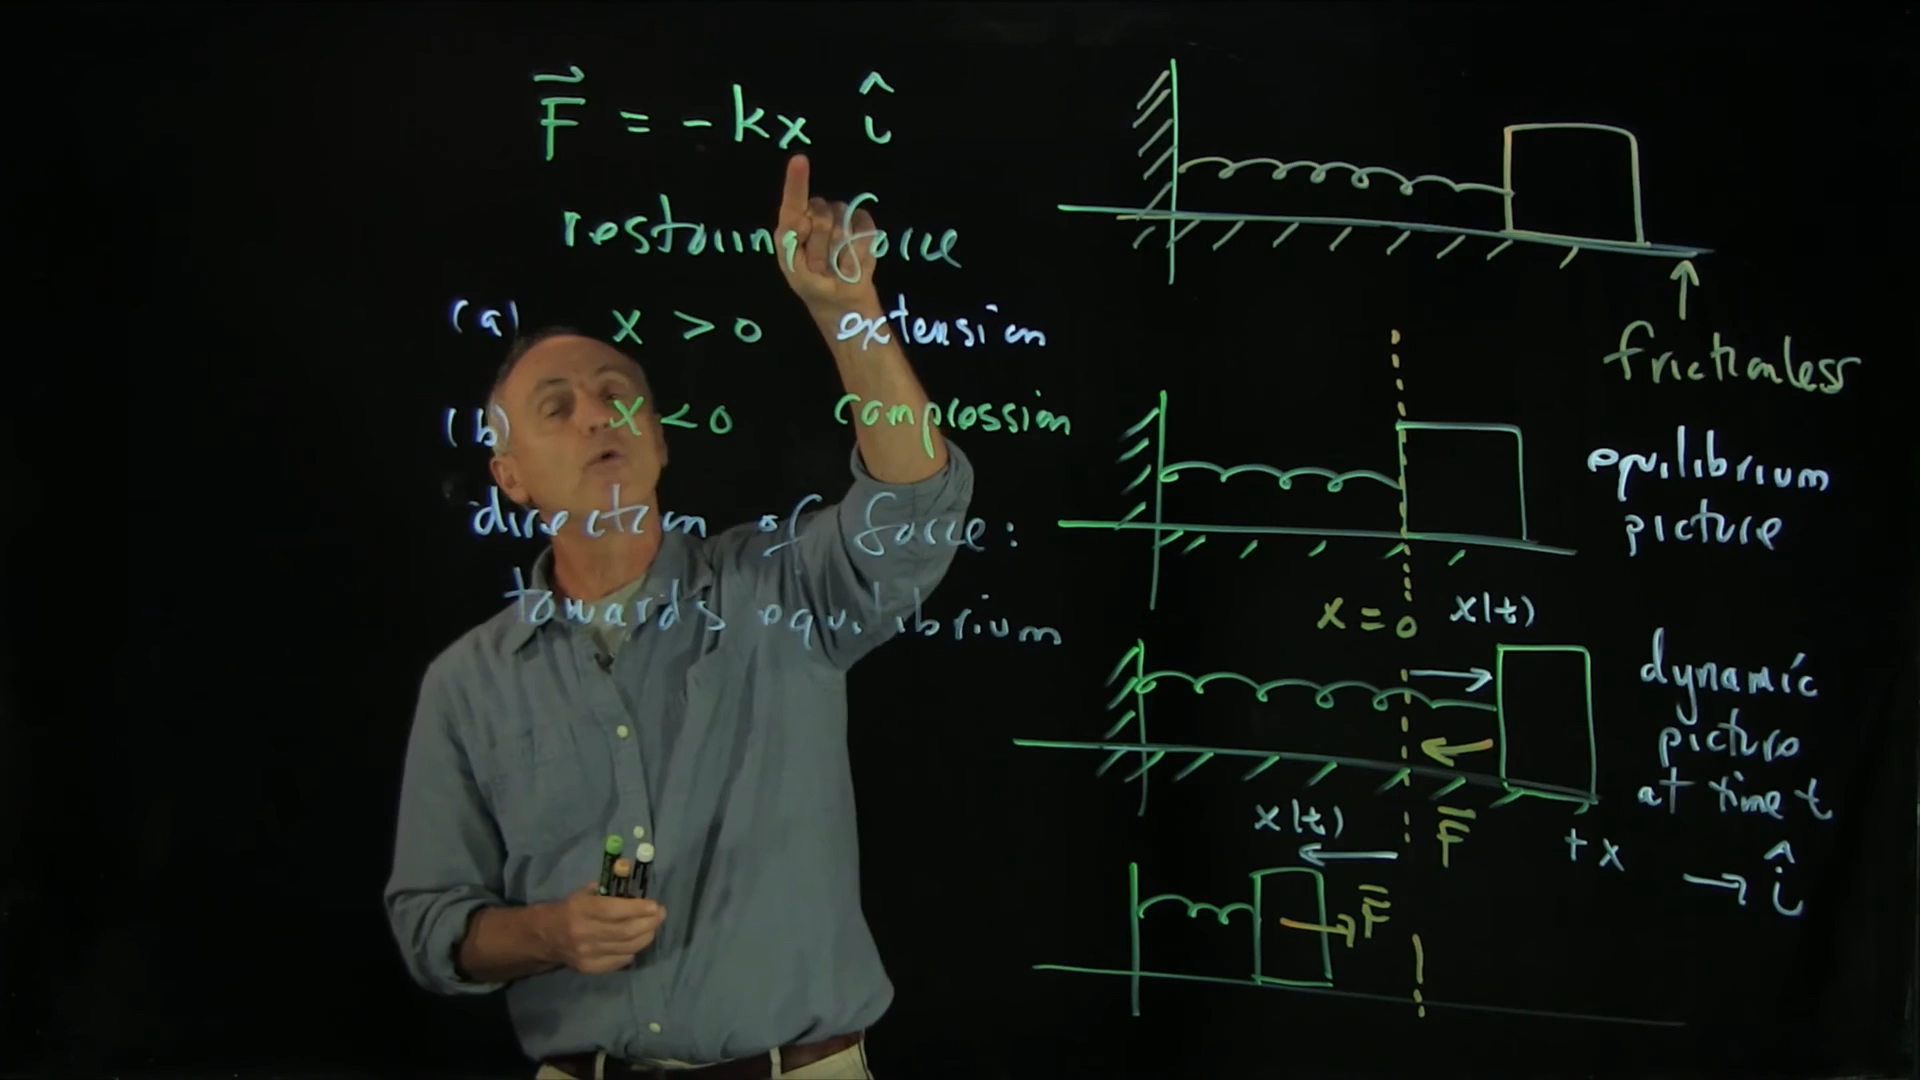 F⃗ = - kx î
restoring force
(a) x > 0 extension
(b) x < 0 compression
direction of force:
towards equilibrium
frictionless
equilibrium
picture
x = 0
x(t)
dynamic
picture
at time t
F⃗
+x
→ î
x(t)
F⃗